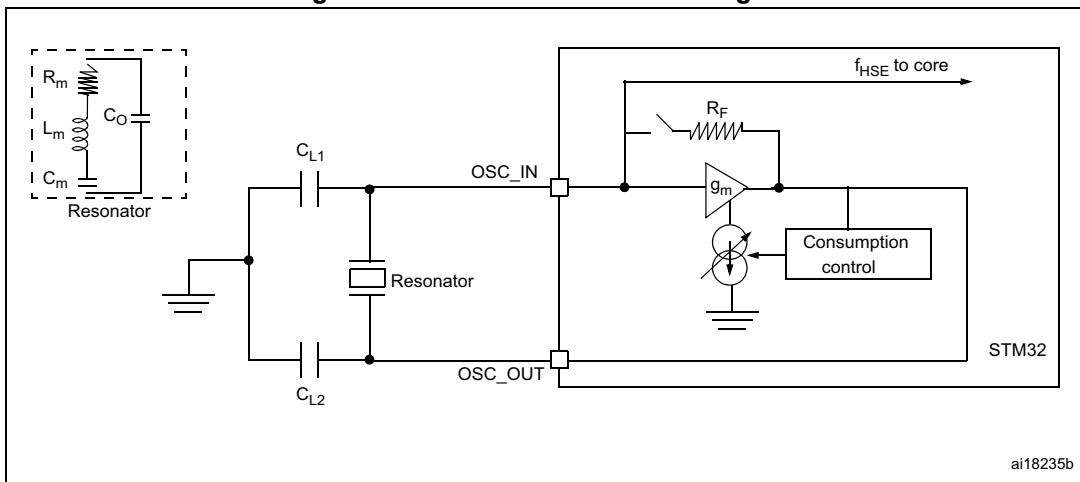 R_m
L_m
C_O
C_m
Resonator
C_L1
C_L2
Resonator
OSC_IN
OSC_OUT
f_HSE to core
R_F
g_m
Consumption
control
STM32
ai18235b